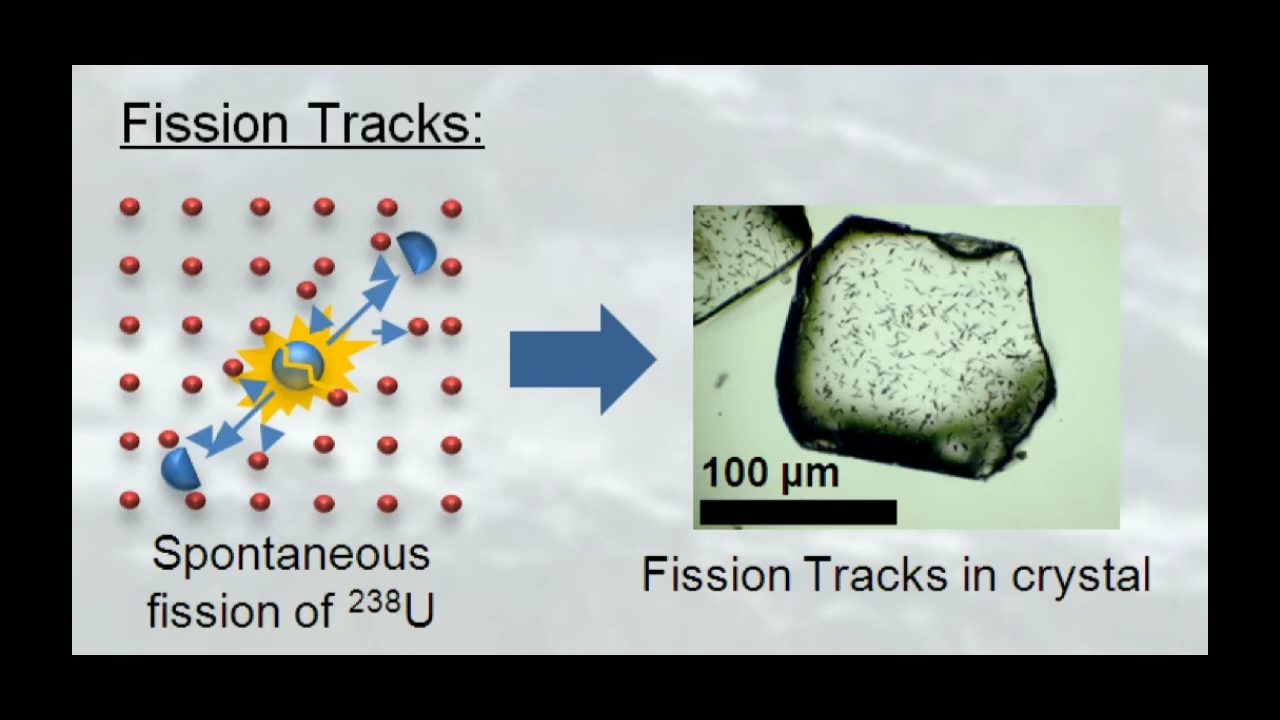 Fission Tracks:
100 µm
Spontaneous
fission of ²³⁸U
Fission Tracks in crystal